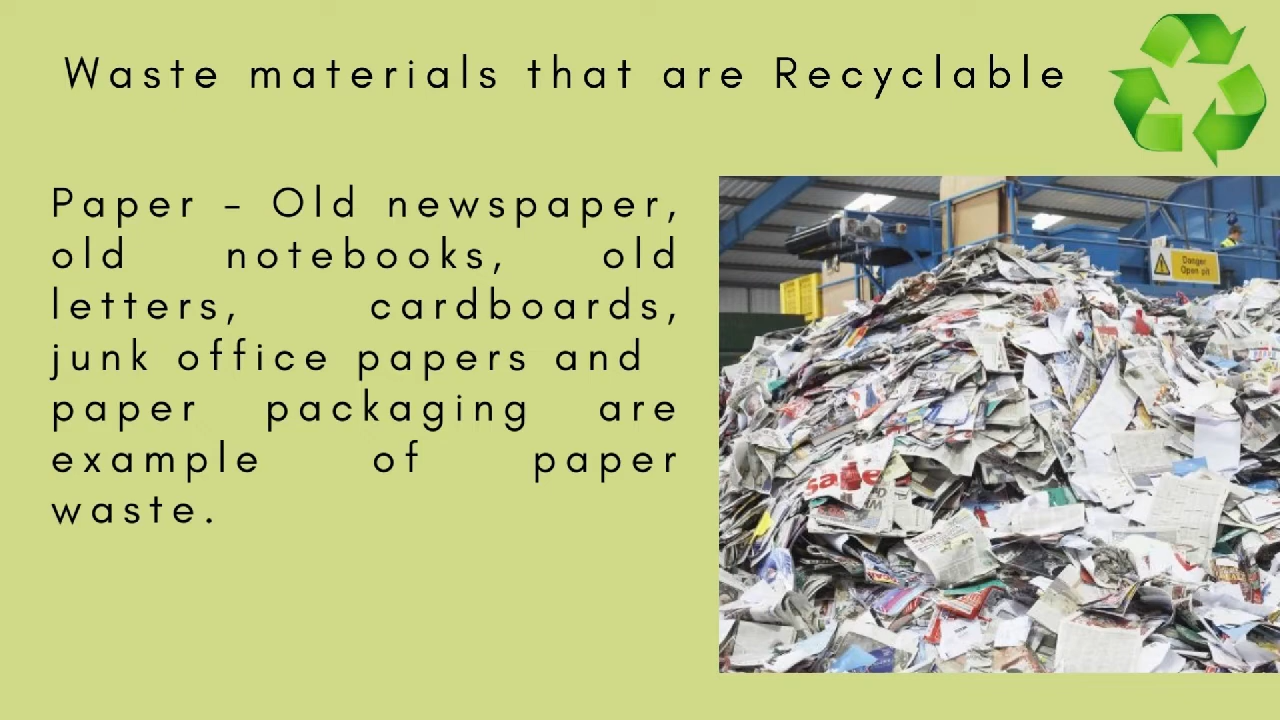 Waste materials that are Recyclable
Paper - Old newspaper,
old notebooks, old
letters, cardboards,
junk office papers and
paper packaging are
example of paper
waste.
Danger
Open pit
sale